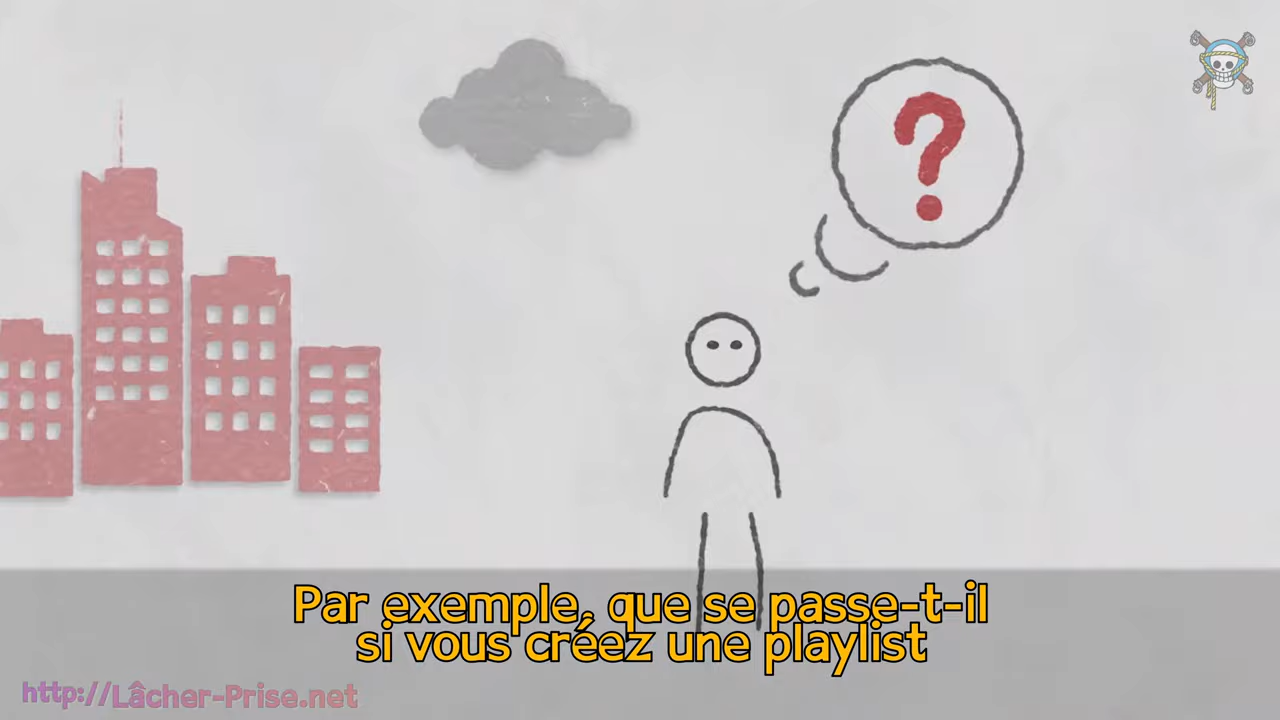 ?
Par exemple, que se passe-t-il
si vous créez une playlist
http://Lâcher-Prise.net